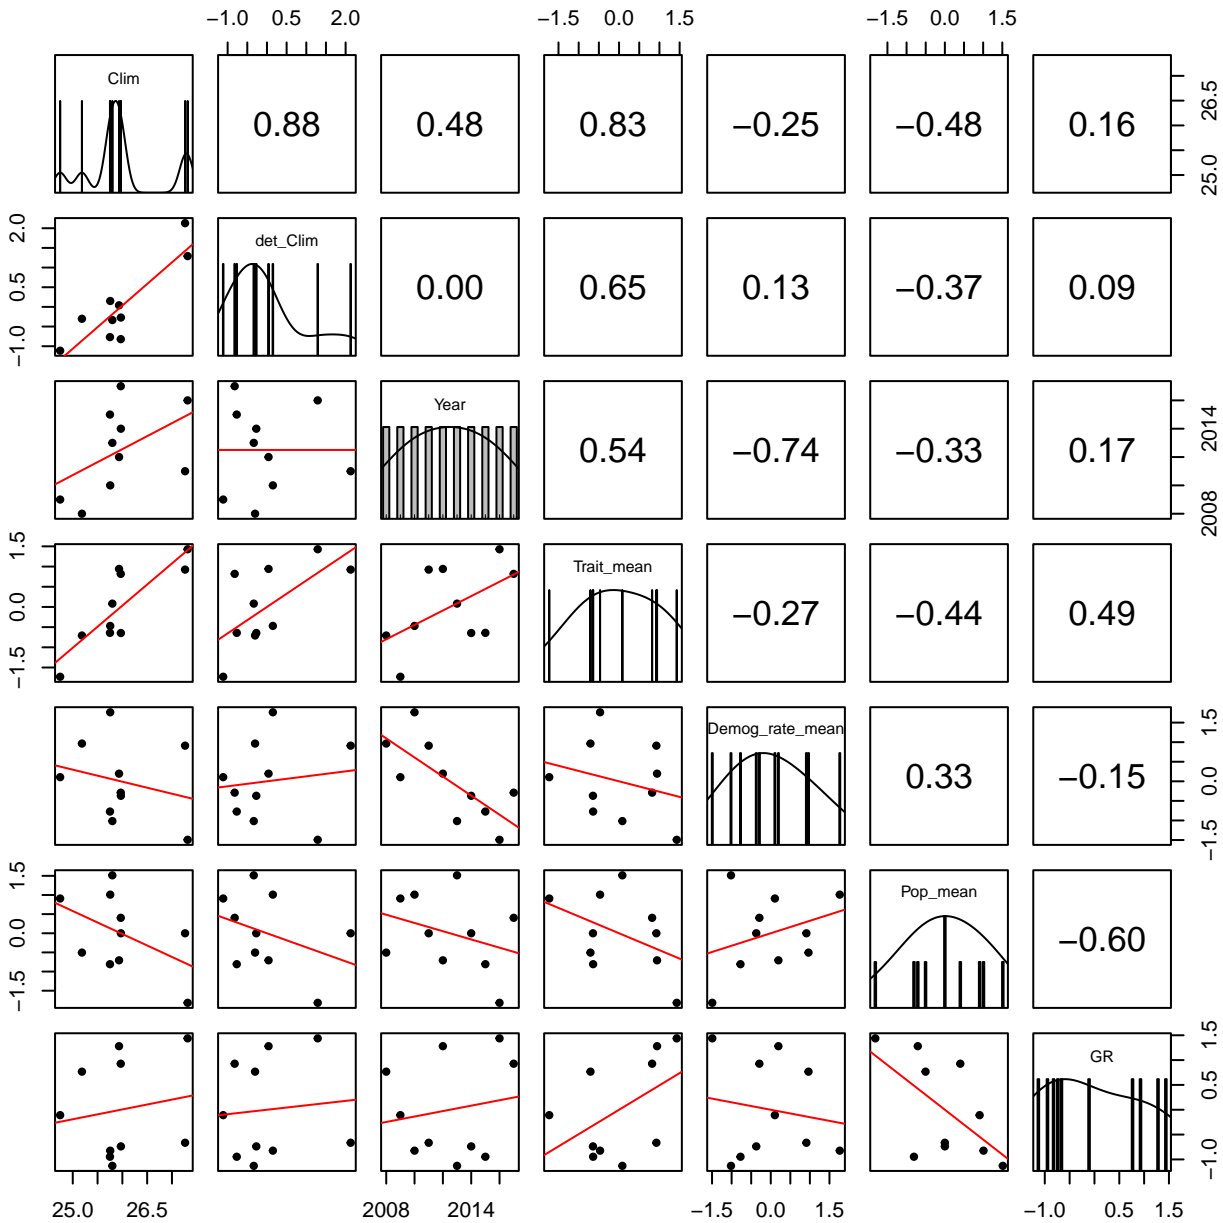 −1.0 0.5 2.0 −1.5 0.0 1.5 −1.5 0.0 1.5
Clim 0.88 0.48 0.83 −0.25 −0.48 0.16 25.0 26.5
−1.0 0.5 2.0 det_Clim 0.00 0.65 0.13 −0.37 0.09
Year 0.54 −0.74 −0.33 0.17 2008 2014
−1.5 0.0 1.5 Trait_mean −0.27 −0.44 0.49
Demog_rate_mean 0.33 −0.15 −1.5 0.0 1.5
−1.5 0.0 1.5 Pop_mean −0.60
GR −1.0 0.5 1.5
25.0 26.5 2008 2014 −1.5 0.0 1.5 −1.0 0.5 1.5